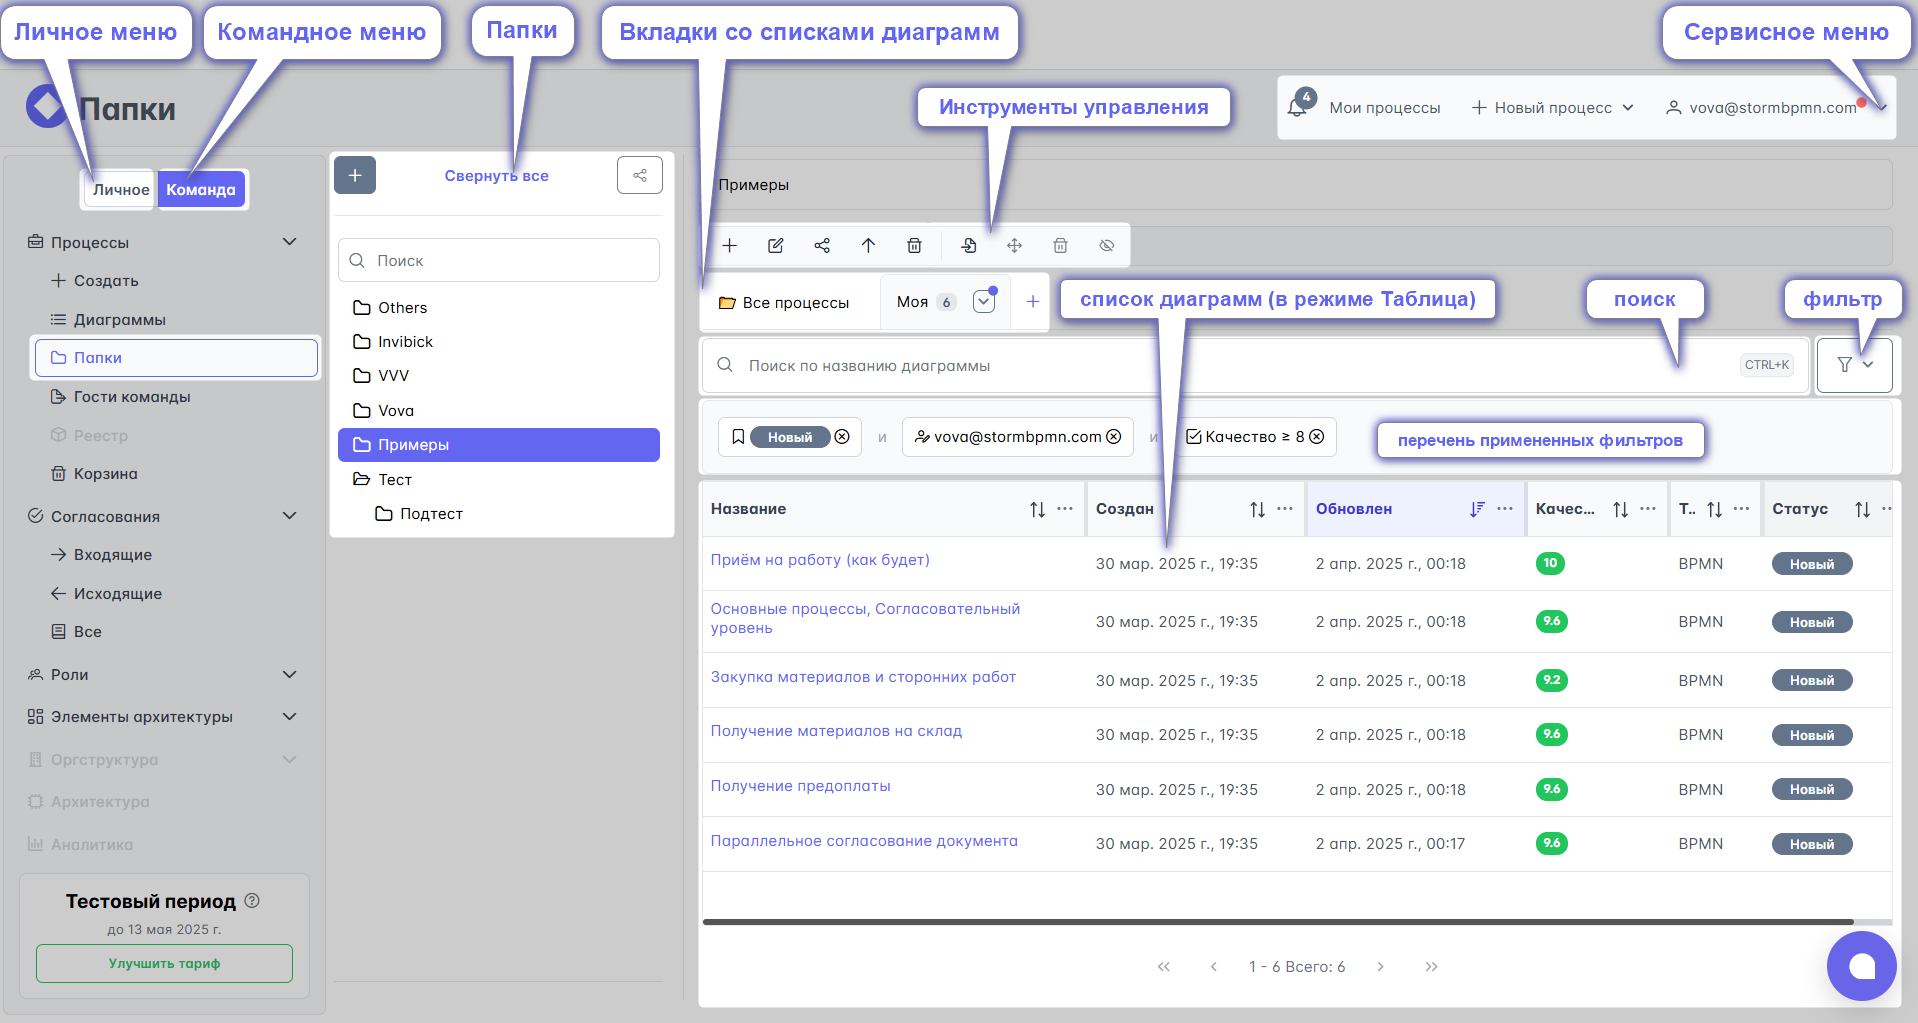 Личное меню
Командное меню
Папки
Вкладки со списками диаграмм
Сервисное меню
Папки
Инструменты управления
4
Мои процессы
Новый процесс
vova@stormbpmn.com
Личное
Команда
Процессы
Создать
Диаграммы
Папки
Гости команды
Реестр
Корзина
Согласования
Входящие
Исходящие
Все
Роли
Элементы архитектуры
Оргструктура
Архитектура
Аналитика
Тестовый период
до 13 мая 2025 г.
Улучшить тариф
Свернуть все
Поиск
Others
Invibick
VVV
Vova
Примеры
Тест
Подтест
Примеры
Все процессы
Моя 6
список диаграмм (в режиме Таблица)
поиск
фильтр
Поиск по названию диаграммы
CTRL+K
Новый и vova@stormbpmn.com и Качество ≥ 8
перечень примененных фильтров
Название Создан Обновлен Качес... Т.. Статус
Приём на работу (как будет) 30 мар. 2025 г., 19:35 2 апр. 2025 г., 00:18 10 BPMN Новый
Основные процессы, Согласовательный
уровень 30 мар. 2025 г., 19:35 2 апр. 2025 г., 00:18 9.6 BPMN Новый
Закупка материалов и сторонних работ 30 мар. 2025 г., 19:35 2 апр. 2025 г., 00:18 9.2 BPMN Новый
Получение материалов на склад 30 мар. 2025 г., 19:35 2 апр. 2025 г., 00:18 9.6 BPMN Новый
Получение предоплаты 30 мар. 2025 г., 19:35 2 апр. 2025 г., 00:18 9.6 BPMN Новый
Параллельное согласование документа 30 мар. 2025 г., 19:35 2 апр. 2025 г., 00:17 9.6 BPMN Новый
1 - 6 Всего: 6